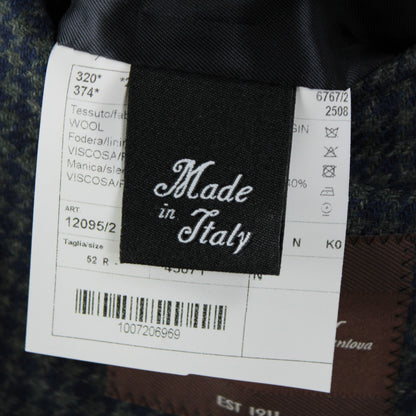 320*
374*
6767/2
2508
Tessuto/fab
WOOL
Fodera/linin
VISCOSA/R
Manica/slee
VISCOSA/R
SIN
40%
Made
in
Italy
ART
12095/2
N K0
Taglia/size
52 R -
N
1007206969
EST 1911